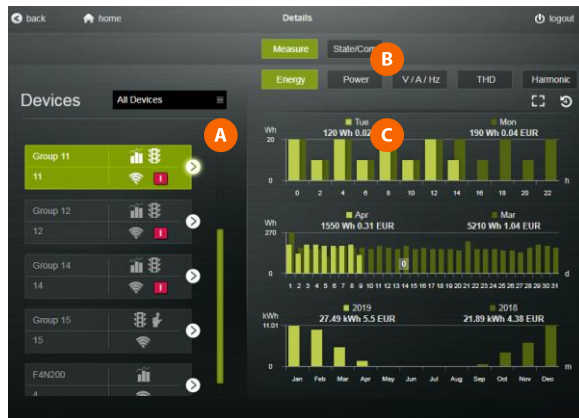 back home Details logout
Measure State/Com
B
Energy Power V/A/Hz THD Harmonic
Devices All Devices
A
C
Tue Mon
Wh 120 Wh 0.02 190 Wh 0.04 EUR
20
0
0 2 4 6 8 10 12 14 16 18 20 22 h
Group 11
11 I
Group 12
12 I
Group 14
14 I
Group 15
15
F4N200
Apr Mar
Wh 1550 Wh 0.31 EUR 5210 Wh 1.04 EUR
270
0
0
1 2 3 4 5 6 7 8 9 10 11 12 13 14 15 16 17 18 19 20 21 22 23 24 25 26 27 28 29 30 31 d
2019 2018
kWh 27.49 kWh 5.5 EUR 21.89 kWh 4.38 EUR
11.01
0
Jan Feb Mar Apr May Jun Jul Aug Sep Oct Nov Dec m